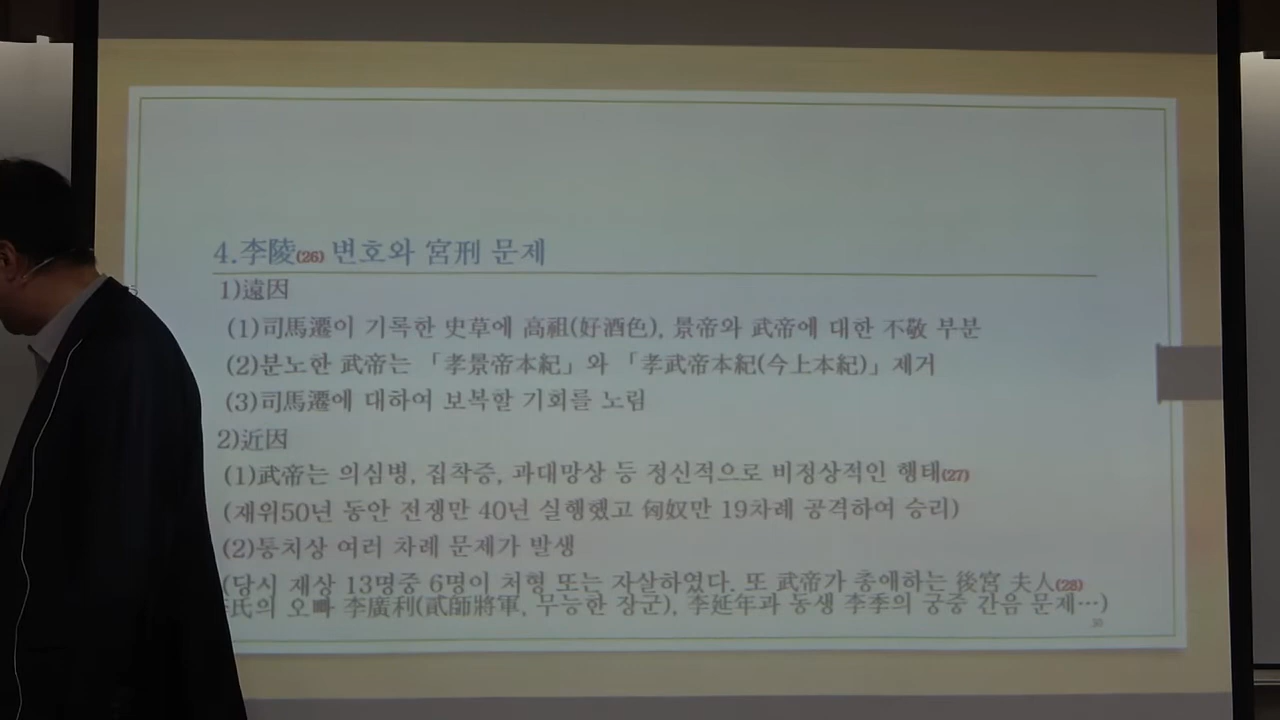 4.李陵(26) 변호와 宮刑 문제
1)遠因
(1)司馬遷이 기록한 史草에 高祖(好酒色), 景帝와 武帝에 대한 不敬 부분
(2)분노한 武帝는 「孝景帝本紀」와 「孝武帝本紀(今上本紀)」제거
(3)司馬遷에 대하여 보복할 기회를 노림
2)近因
(1)武帝는 의심병, 집착증, 과대망상 등 정신적으로 비정상적인 행태(27)
(재위50년 동안 전쟁만 40년 실행했고 匈奴만 19차례 공격하여 승리)
(2)통치상 여러 차례 문제가 발생
(당시 재상 13명중 6명이 처형 또는 자살하였다. 또 武帝가 총애하는 後宮 夫人(28)
氏의 오빠 李廣利(貳師將軍, 무능한 장군), 李延年과 동생 李季의 궁중 간음 문제…)